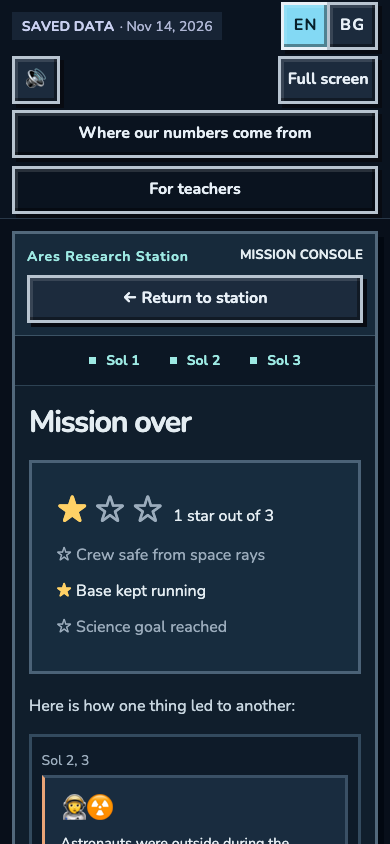 SAVED DATA · Nov 14, 2026
EN
BG
Full screen
Where our numbers come from
For teachers
Ares Research Station
MISSION CONSOLE
← Return to station
Sol 1
Sol 2
Sol 3
Mission over
1 star out of 3
Crew safe from space rays
Base kept running
Science goal reached
Here is how one thing led to another:
Sol 2, 3
Astronauts were outside during the